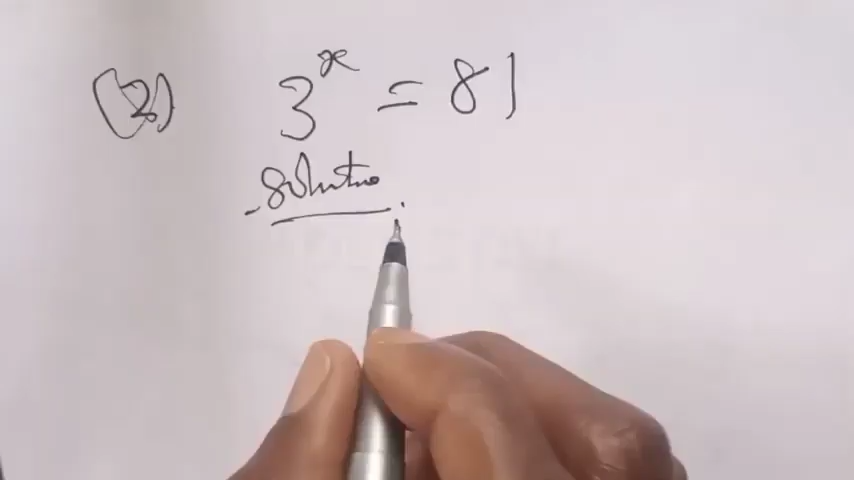 (2) 3^x = 81
Solution